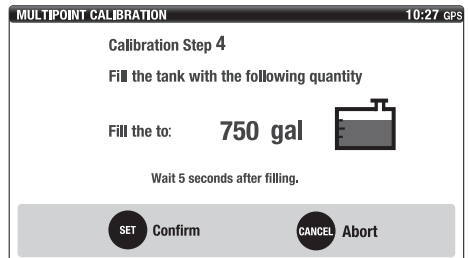 MULTIPOINT CALIBRATION 10:27 GPS
Calibration Step 4
Fill the tank with the following quantity
Fill the to: 750 gal
Wait 5 seconds after filling.
SET Confirm CANCEL Abort